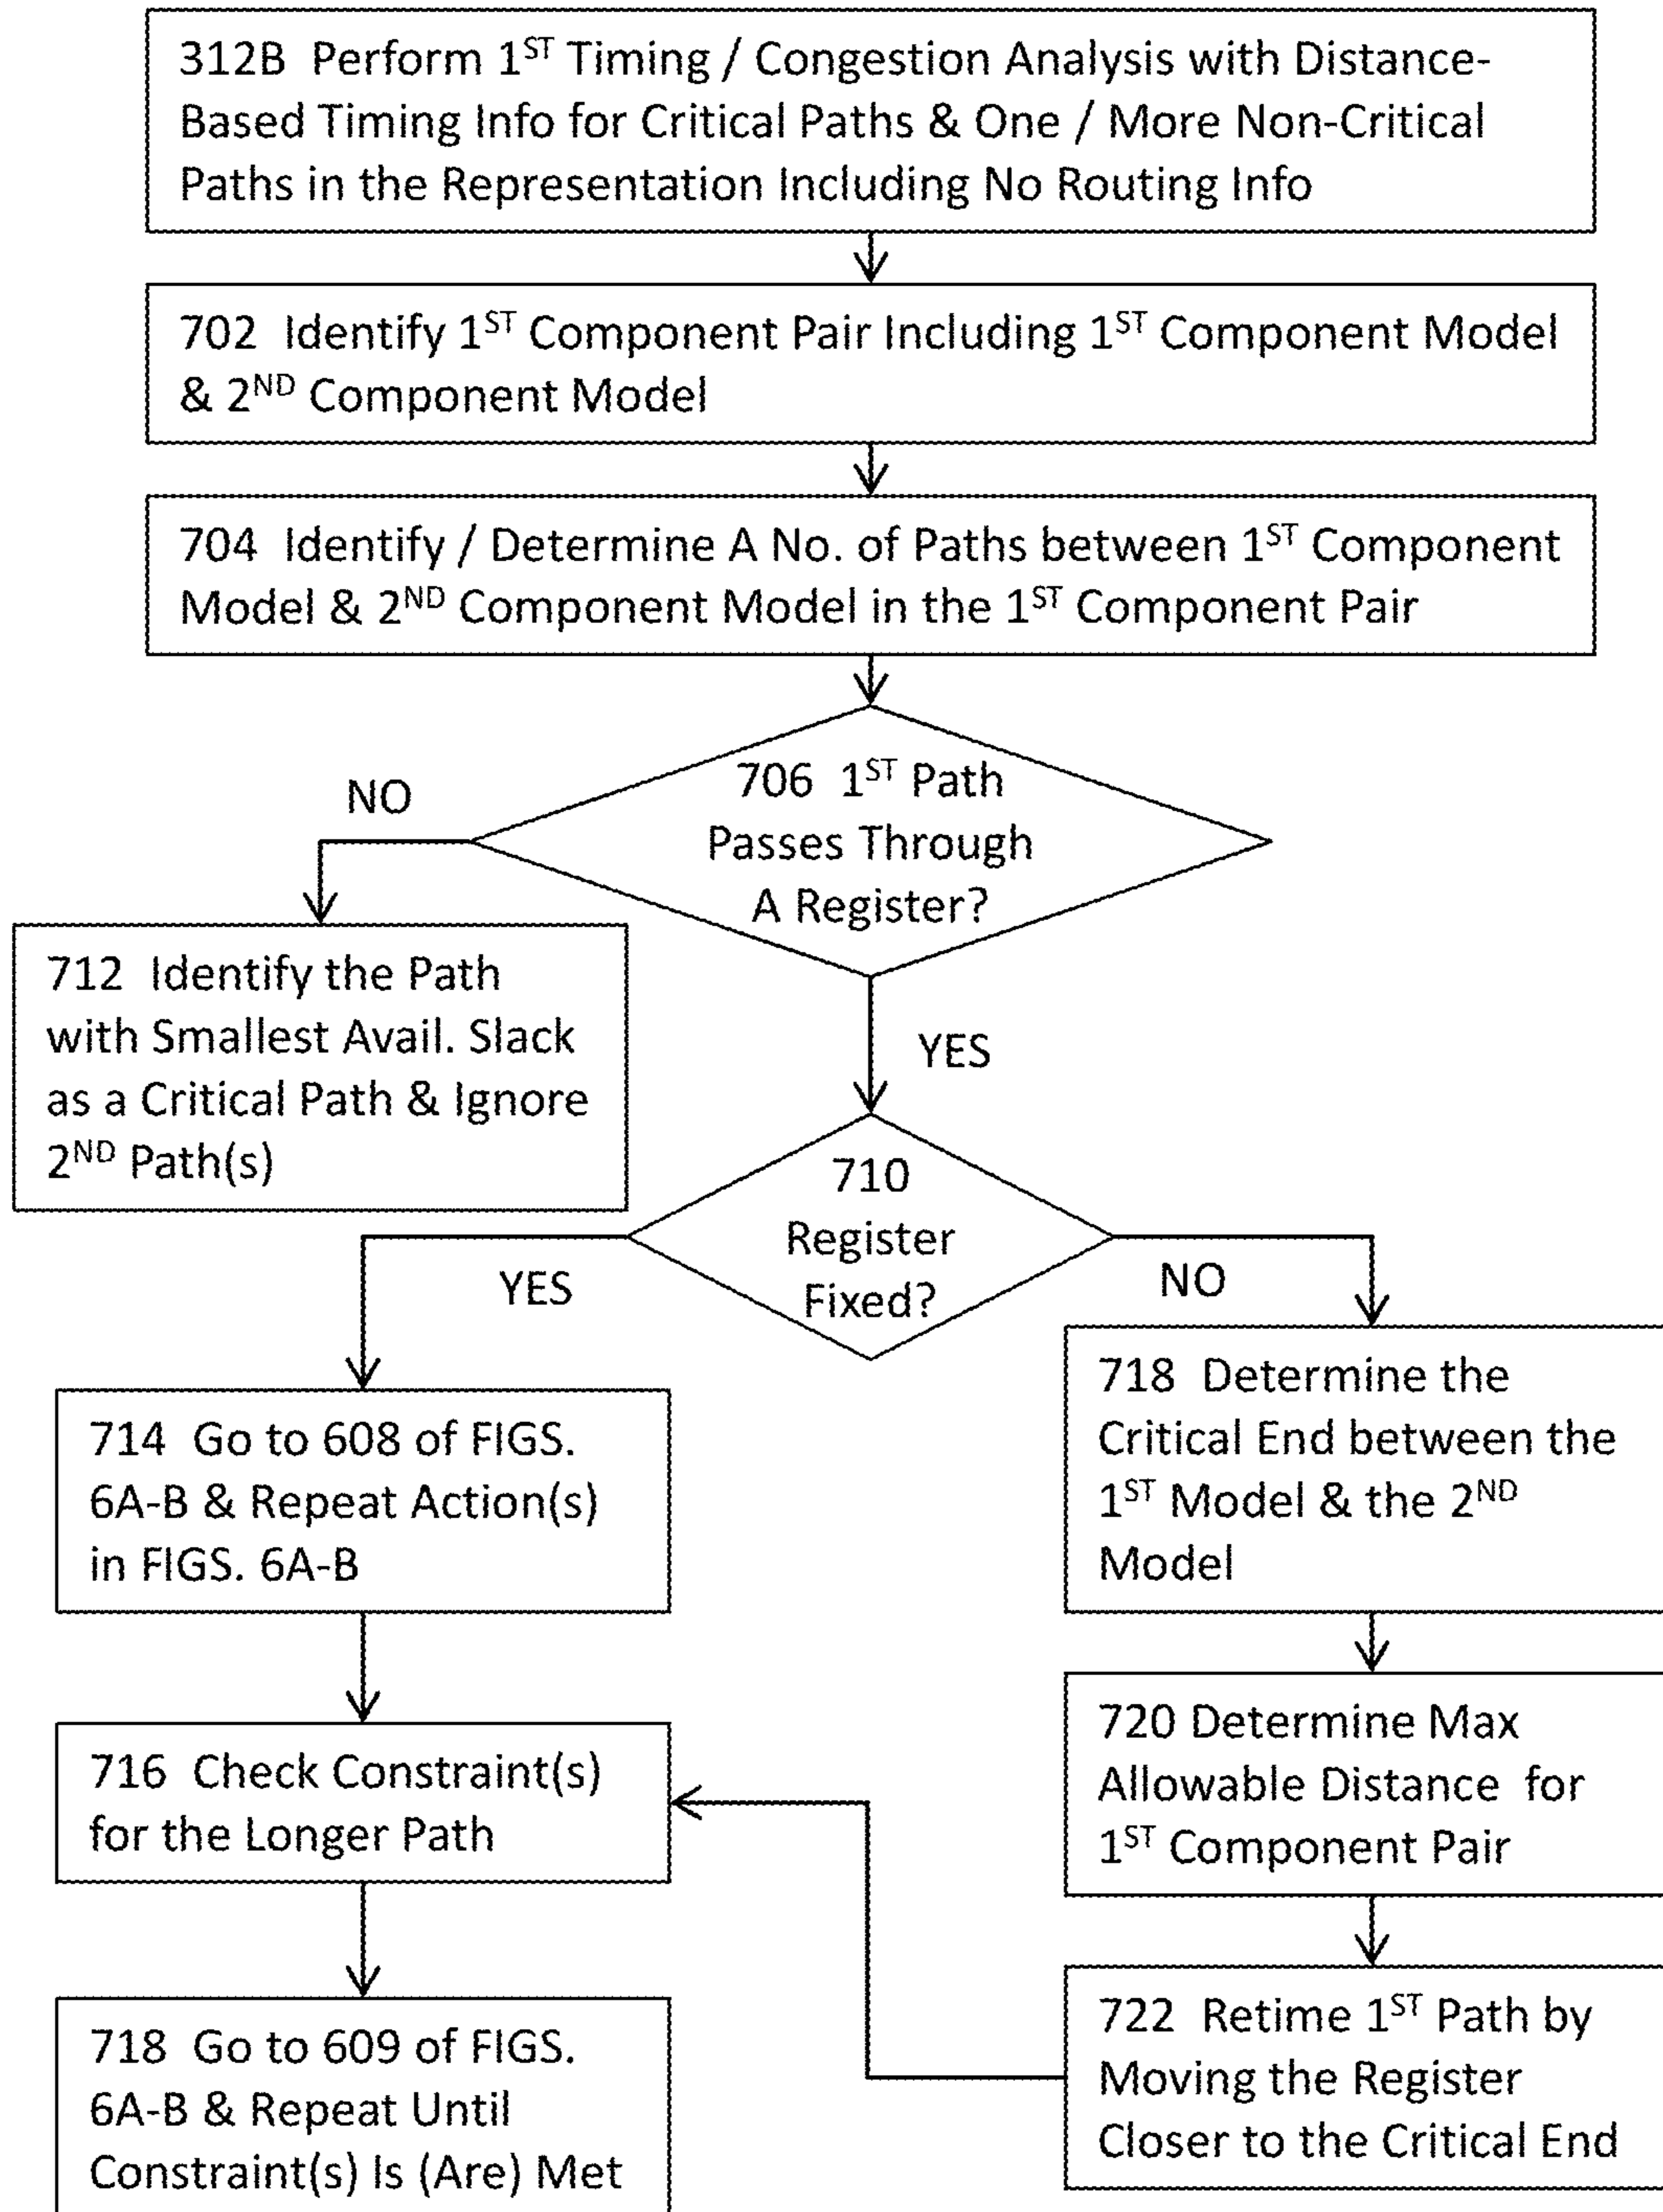 312B Perform 1ST Timing / Congestion Analysis with Distance-
Based Timing Info for Critical Paths & One / More Non-Critical
Paths in the Representation Including No Routing Info
702 Identify 1ST Component Pair Including 1ST Component Model
& 2ND Component Model
704 Identify / Determine A No. of Paths between 1ST Component
Model & 2ND Component Model in the 1ST Component Pair
706 1ST Path
Passes Through
A Register?
NO
YES
712 Identify the Path
with Smallest Avail. Slack
as a Critical Path & Ignore
2ND Path(s)
710
Register
Fixed?
YES
NO
714 Go to 608 of FIGS.
6A-B & Repeat Action(s)
in FIGS. 6A-B
716 Check Constraint(s)
for the Longer Path
718 Go to 609 of FIGS.
6A-B & Repeat Until
Constraint(s) Is (Are) Met
718 Determine the
Critical End between the
1ST Model & the 2ND
Model
720 Determine Max
Allowable Distance for
1ST Component Pair
722 Retime 1ST Path by
Moving the Register
Closer to the Critical End